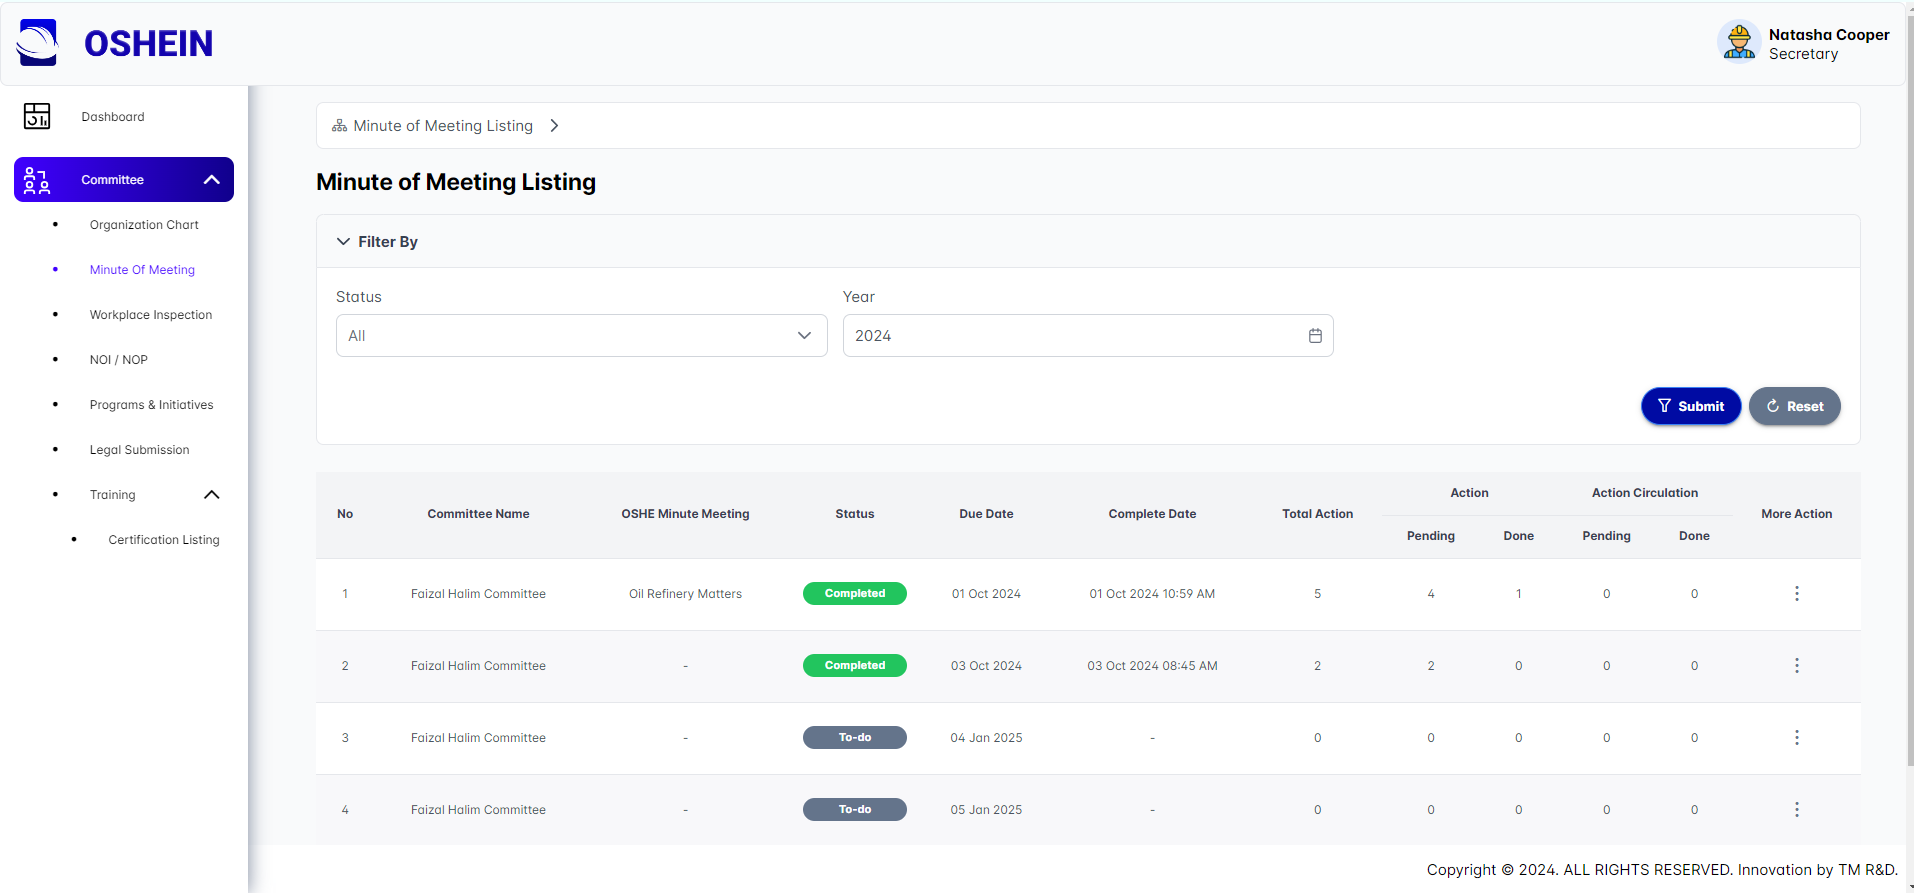 OSHEIN
Natasha Cooper
Secretary
Dashboard
Committee
Organization Chart
Minute Of Meeting
Workplace Inspection
NOI / NOP
Programs & Initiatives
Legal Submission
Training
Certification Listing
Minute of Meeting Listing
Minute of Meeting Listing
Filter By
Status Year
All 2024
Submit Reset
No Committee Name OSHE Minute Meeting Status Due Date Complete Date Total Action Action Action Circulation More Action
Pending Done Pending Done
1 Faizal Halim Committee Oil Refinery Matters Completed 01 Oct 2024 01 Oct 2024 10:59 AM 5 4 1 0 0
2 Faizal Halim Committee - Completed 03 Oct 2024 03 Oct 2024 08:45 AM 2 2 0 0 0
3 Faizal Halim Committee - To-do 04 Jan 2025 - 0 0 0 0 0
4 Faizal Halim Committee - To-do 05 Jan 2025 - 0 0 0 0 0
Copyright © 2024. ALL RIGHTS RESERVED. Innovation by TM R&D.